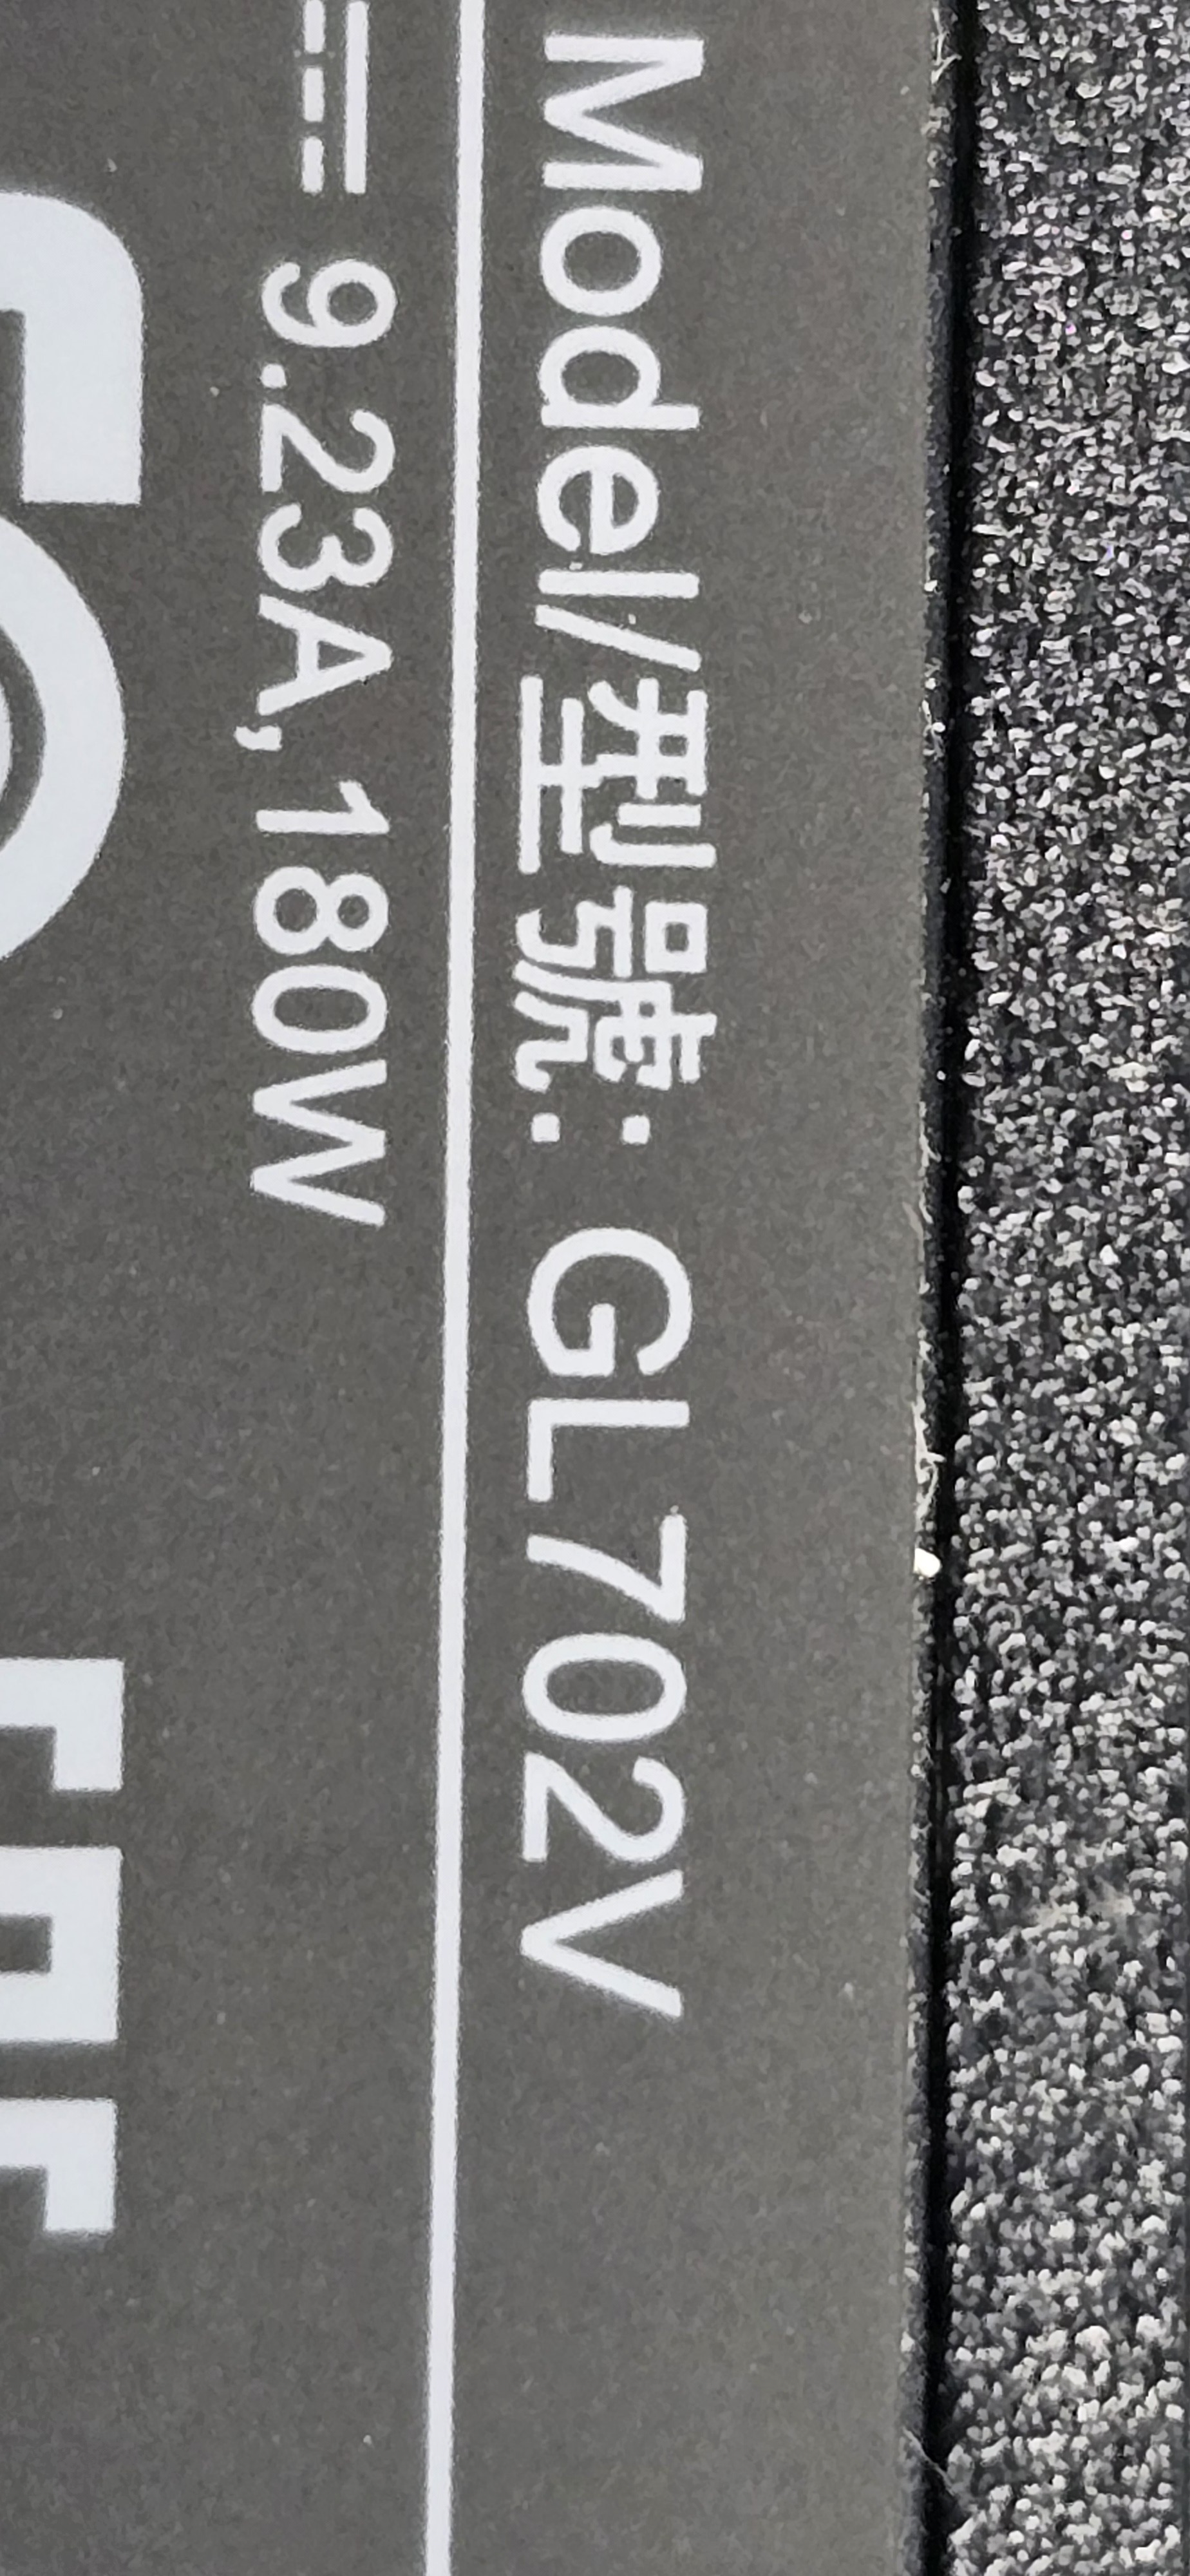 Model/型號: GL702V
⎓ 9.23A, 180W